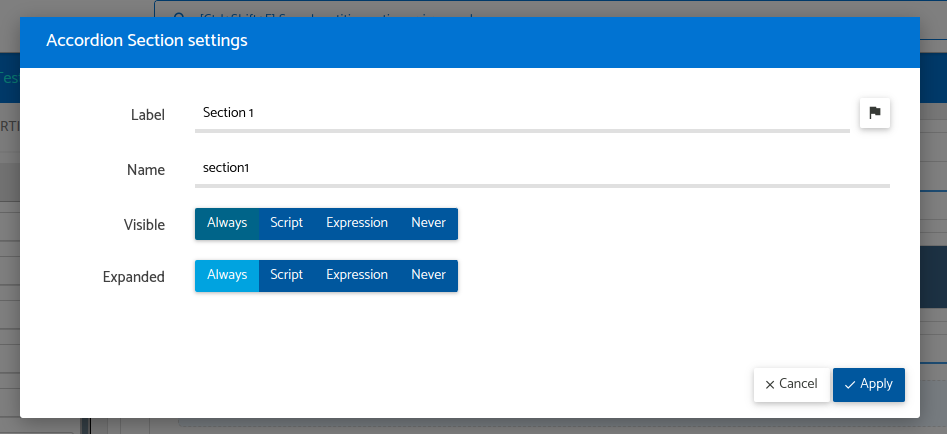 Accordion Section settings
Label
Section 1
Name
section1
Visible
Always Script Expression Never
Expanded
Always Script Expression Never
Cancel
Apply